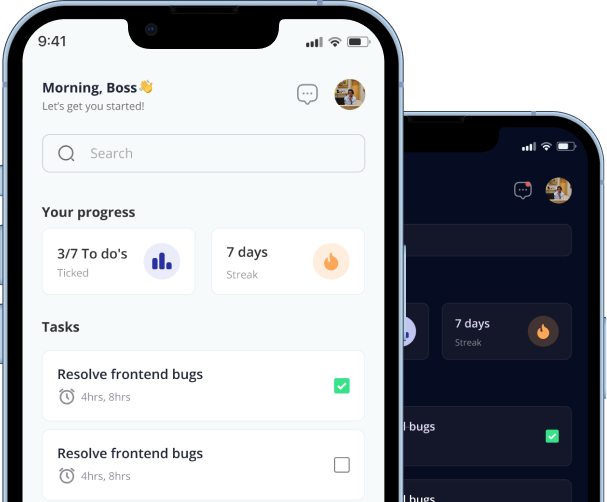 9:41
Morning, Boss👋
Let's get you started!
Search
Your progress
3/7 To do's
Ticked
7 days
Streak
Tasks
Resolve frontend bugs
4hrs, 8hrs
Resolve frontend bugs
4hrs, 8hrs
7 days
Streak
bugs
bugs